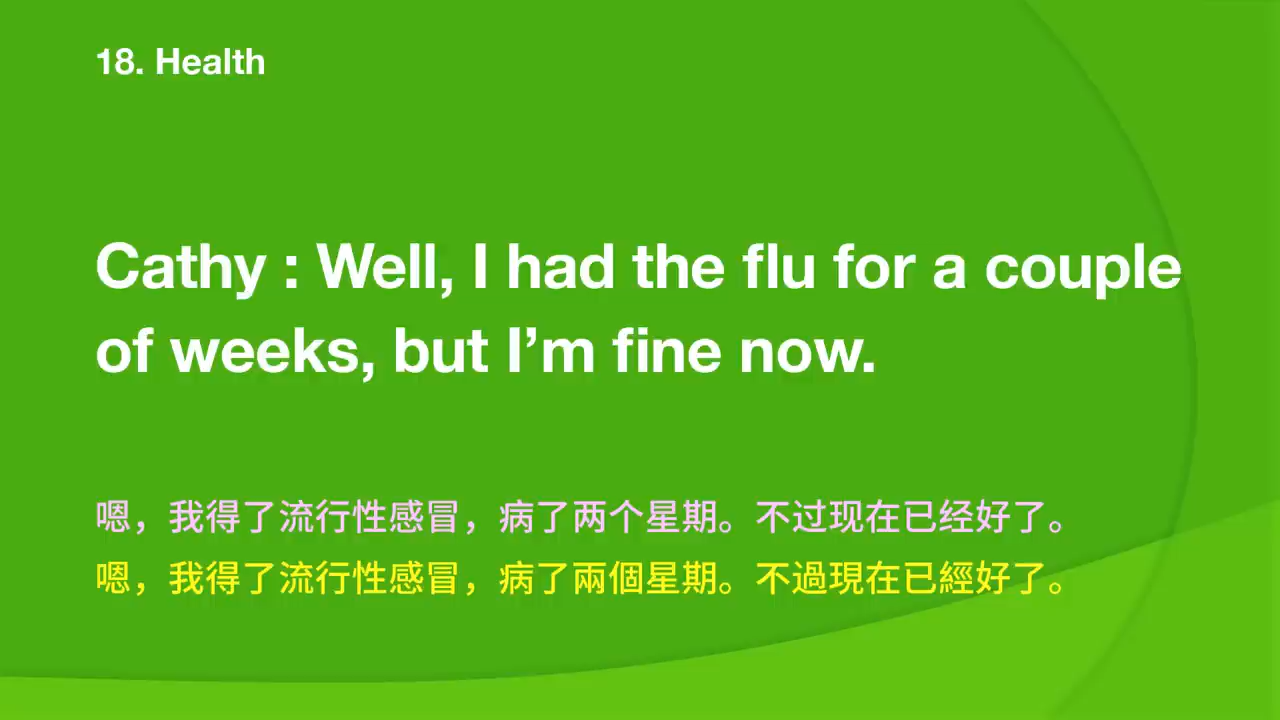 18. Health
Cathy : Well, I had the flu for a couple
of weeks, but I’m fine now.
嗯，我得了流行性感冒，病了两个星期。不过现在已经好了。
嗯，我得了流行性感冒，病了兩個星期。不過現在已經好了。